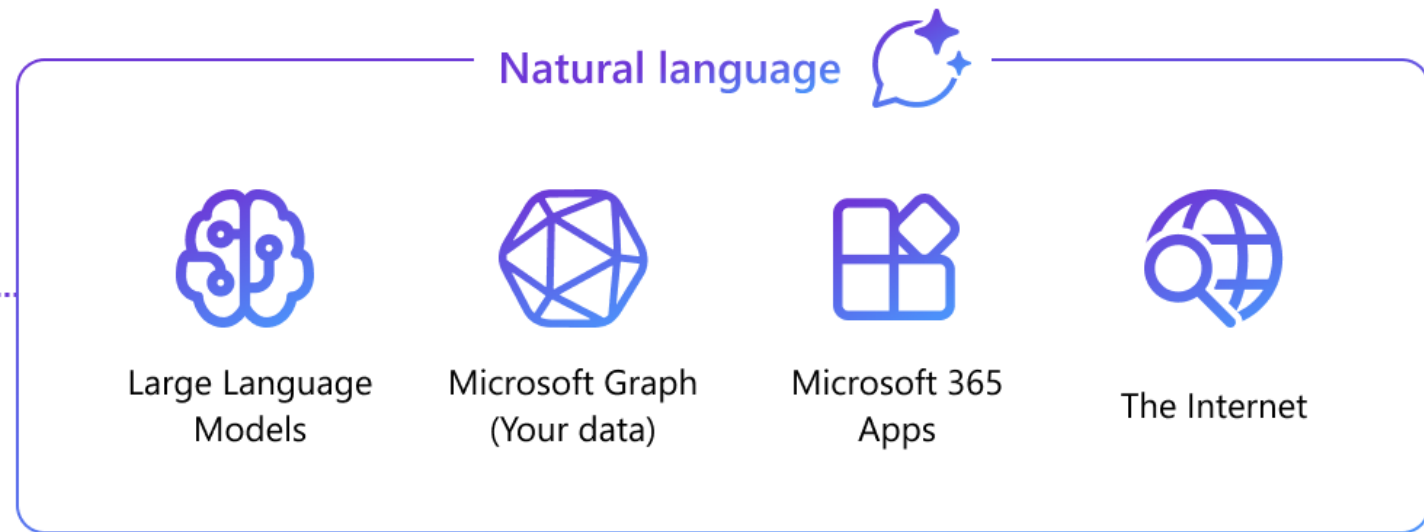 Natural language
Large Language
Models
Microsoft Graph
(Your data)
Microsoft 365
Apps
The Internet